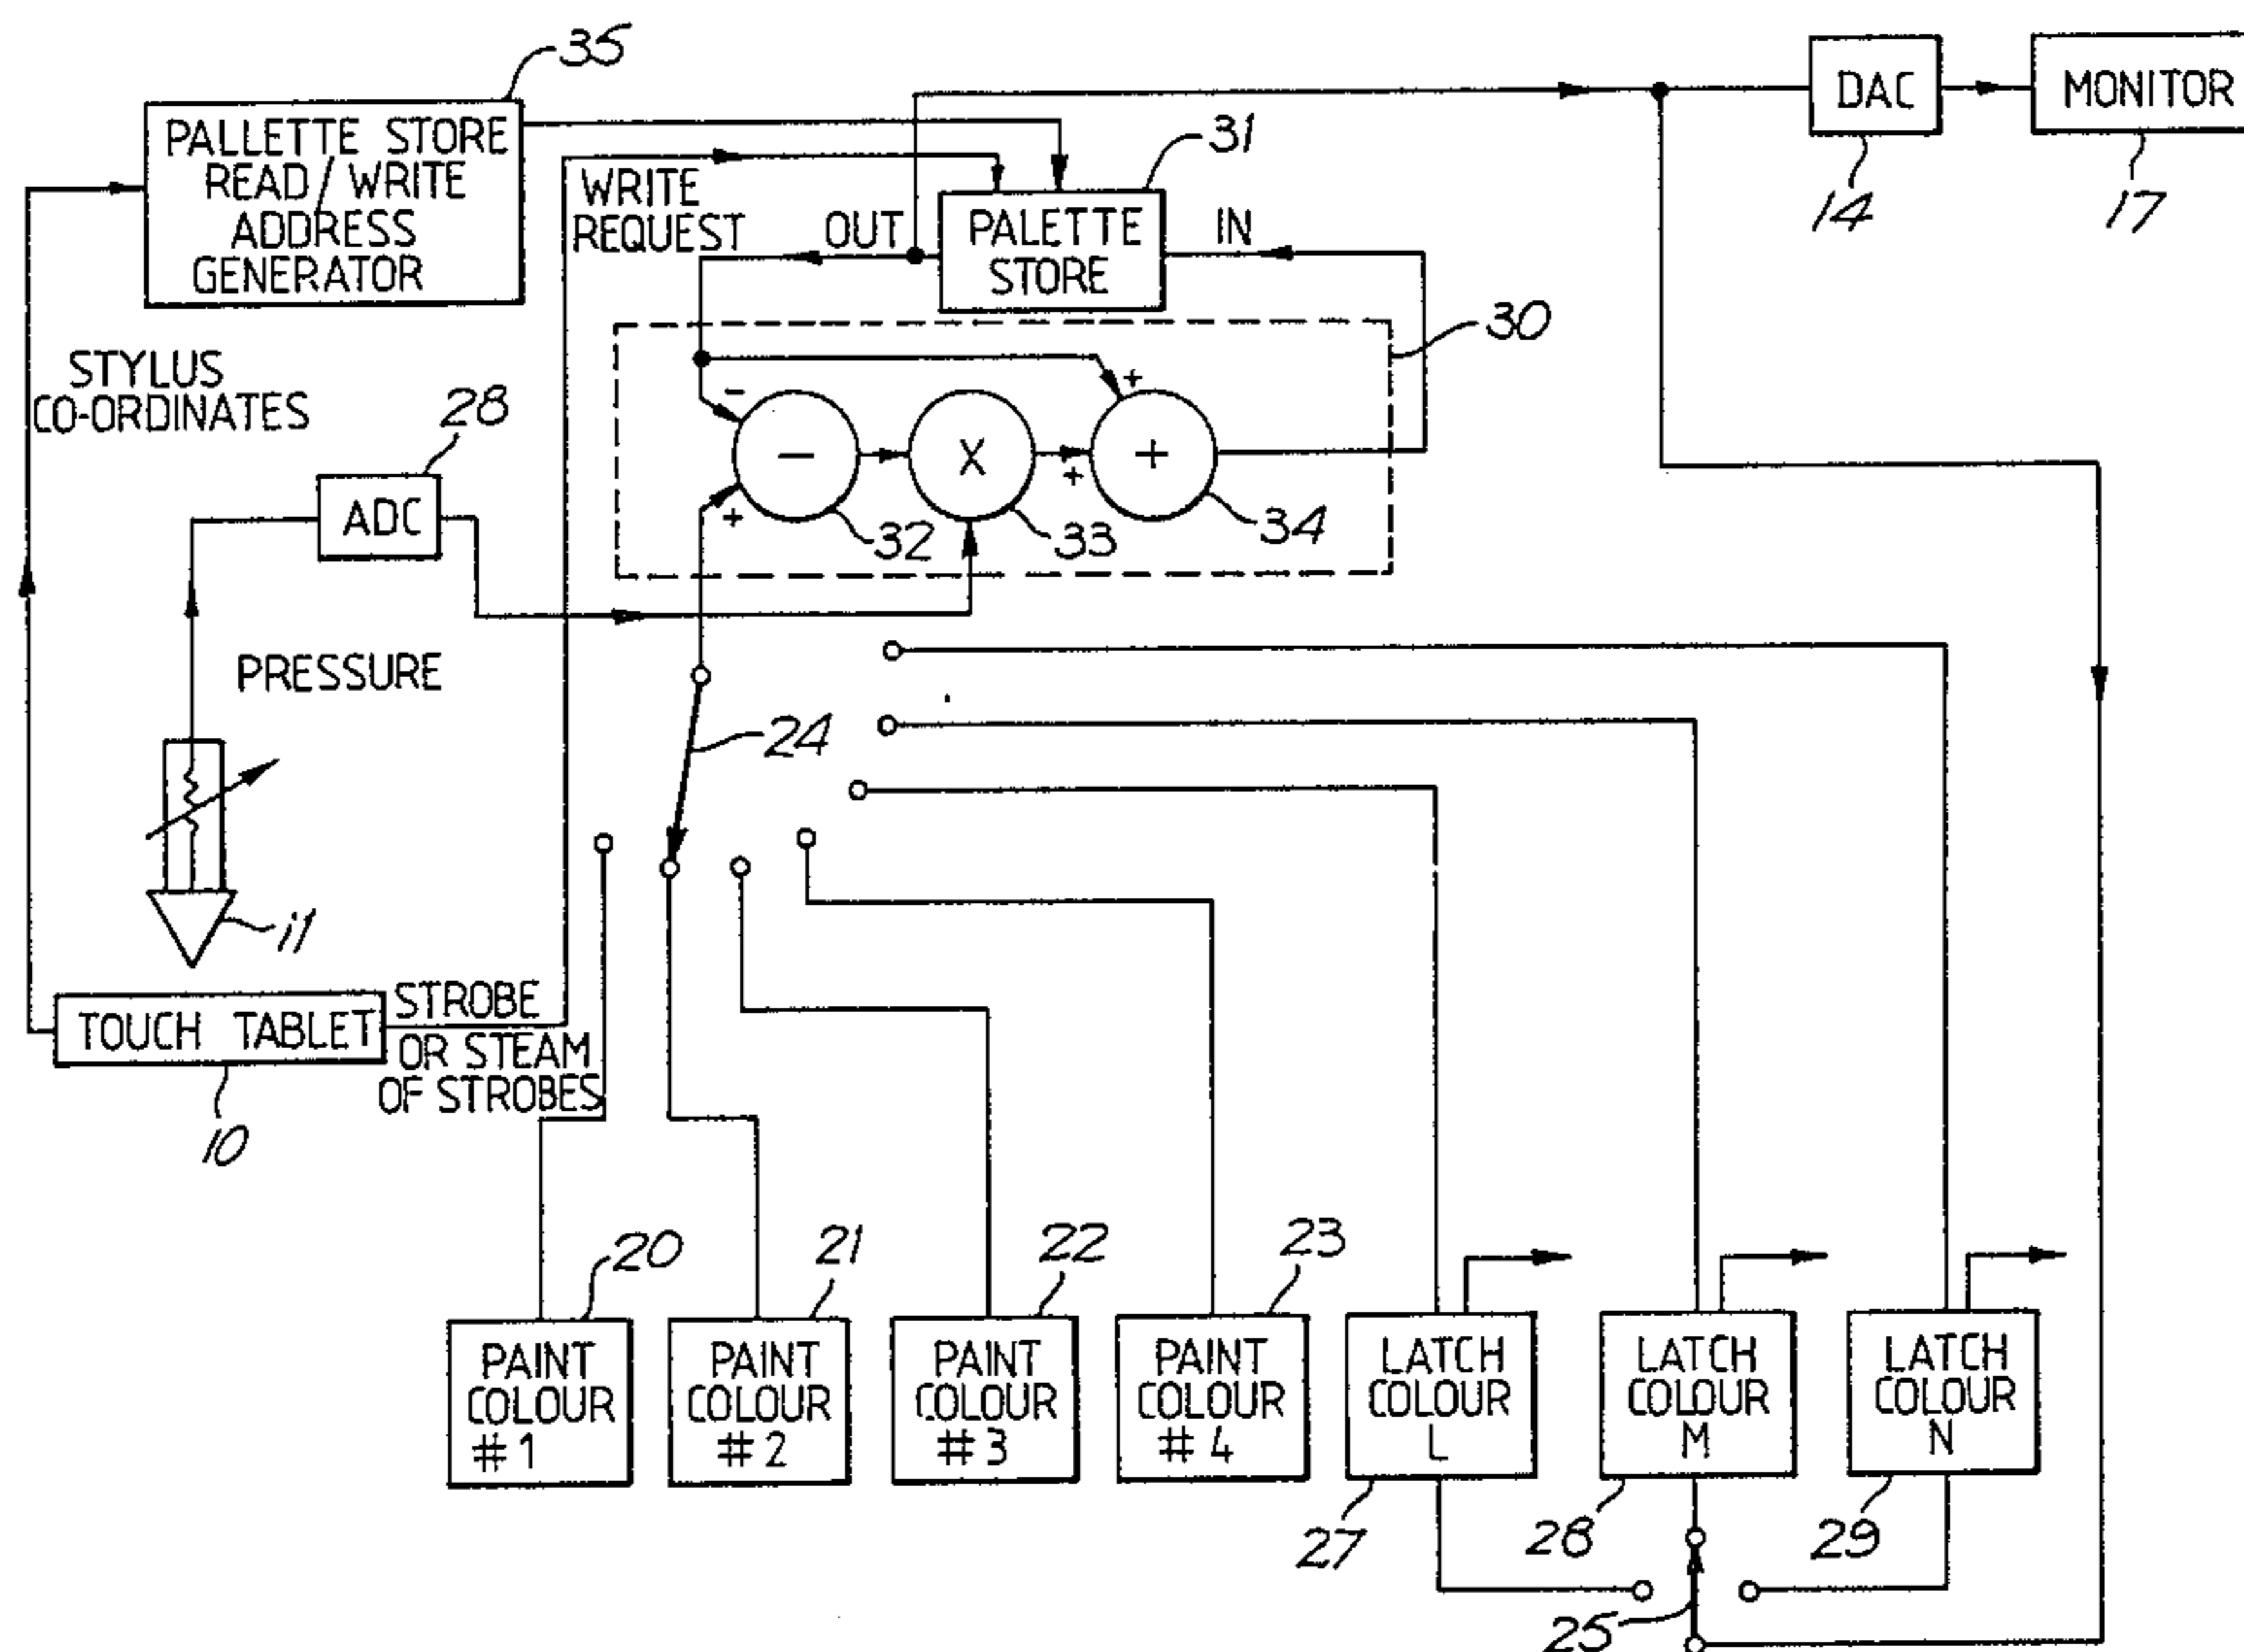 35
PALLETTE STORE
READ/WRITE
ADDRESS
GENERATOR
DAC
MONITOR
14
17
31
WRITE
REQUEST
OUT
PALETTE
STORE
IN
30
STYLUS
CO-ORDINATES
28
ADC
-
+
-
X
+
+
+
32
33
34
PRESSURE
24
11
TOUCH TABLET
STROBE
OR STEAM
OF STROBES
10
20
21
22
23
PAINT
COLOUR
#1
PAINT
COLOUR
#2
PAINT
COLOUR
#3
PAINT
COLOUR
#4
LATCH
COLOUR
L
LATCH
COLOUR
M
LATCH
COLOUR
N
27
28
29
25